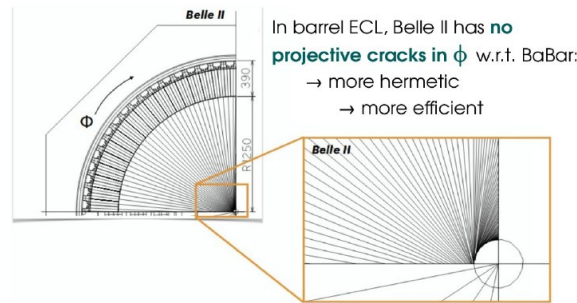 Belle II
In barrel ECL, Belle II has no
projective cracks in ϕ w.r.t. BaBar:
→ more hermetic
→ more efficient
Φ
390
R1250
Belle II